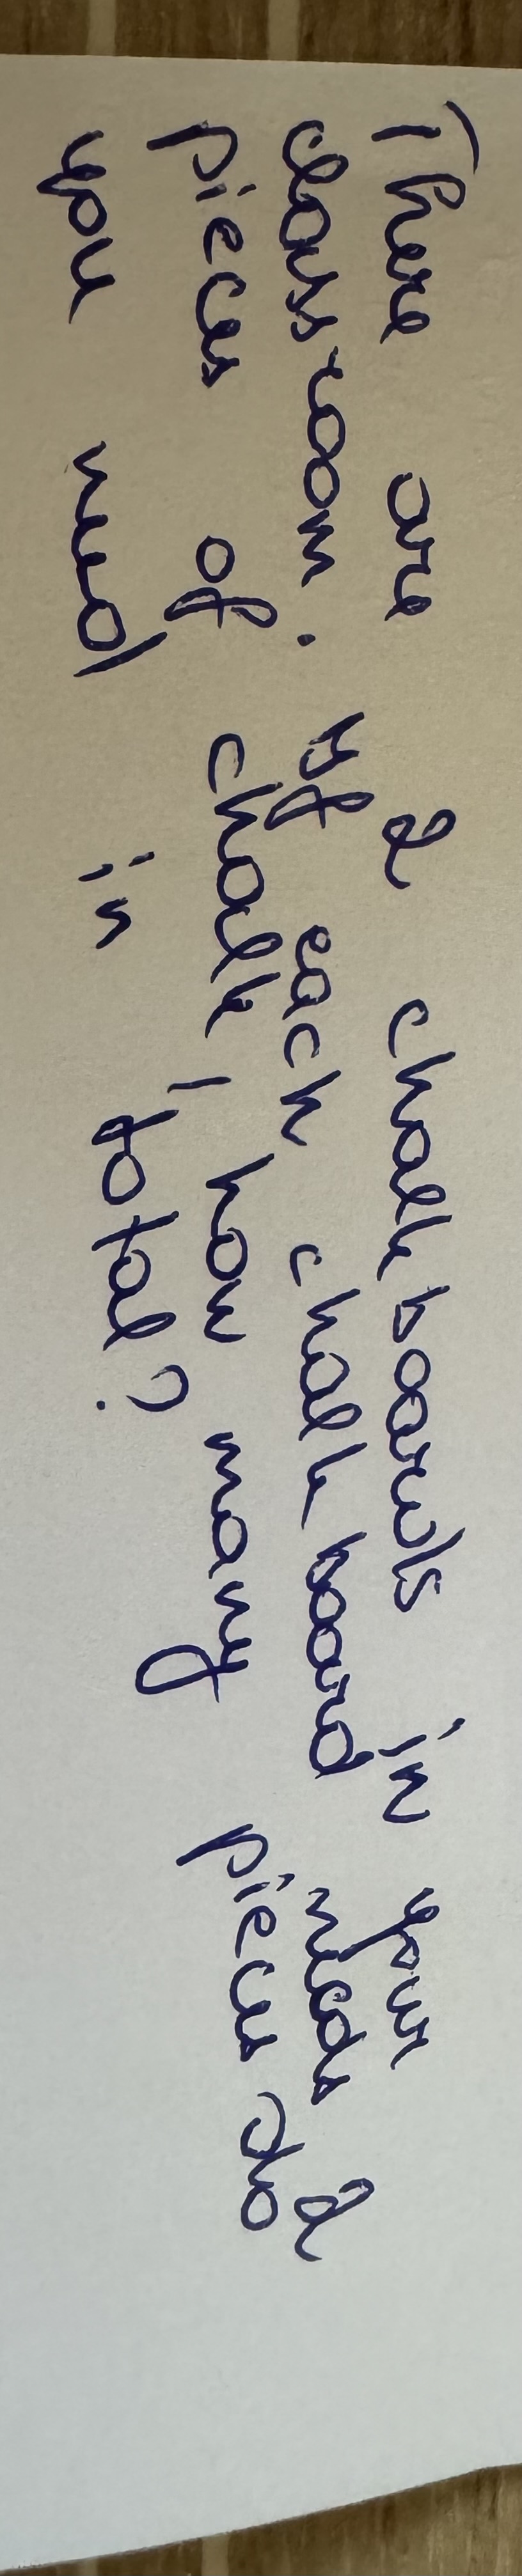 There are 2 chalkboards in your
classroom. If each chalkboard needs 2
pieces of chalk, how many pieces do
you need in total?